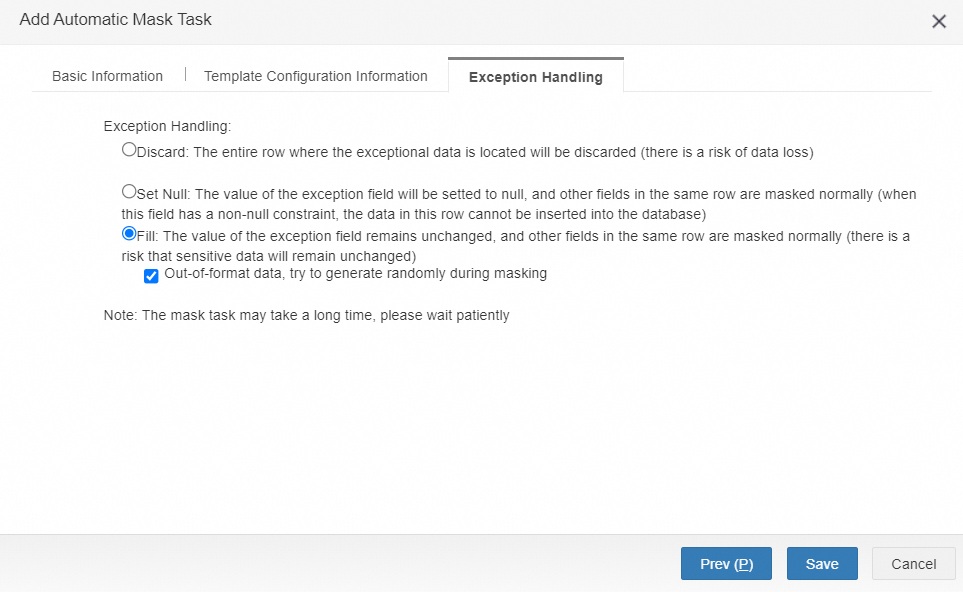 Add Automatic Mask Task
Basic Information
Template Configuration Information
Exception Handling
Exception Handling:
Discard: The entire row where the exceptional data is located will be discarded (there is a risk of data loss)
Set Null: The value of the exception field will be setted to null, and other fields in the same row are masked normally (when
this field has a non-null constraint, the data in this row cannot be inserted into the database)
Fill: The value of the exception field remains unchanged, and other fields in the same row are masked normally (there is a
risk that sensitive data will remain unchanged)
Out-of-format data, try to generate randomly during masking
Note: The mask task may take a long time, please wait patiently
Prev (P)
Save
Cancel